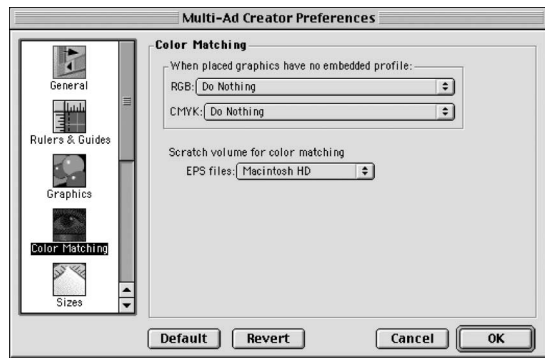 Multi-Ad Creator Preferences
General
Rulers & Guides
Graphics
Color Matching
Sizes
Color Matching
When placed graphics have no embedded profile:
RGB: Do Nothing
CMYK: Do Nothing
Scratch volume for color matching
EPS files: Macintosh HD
Default
Revert
Cancel
OK